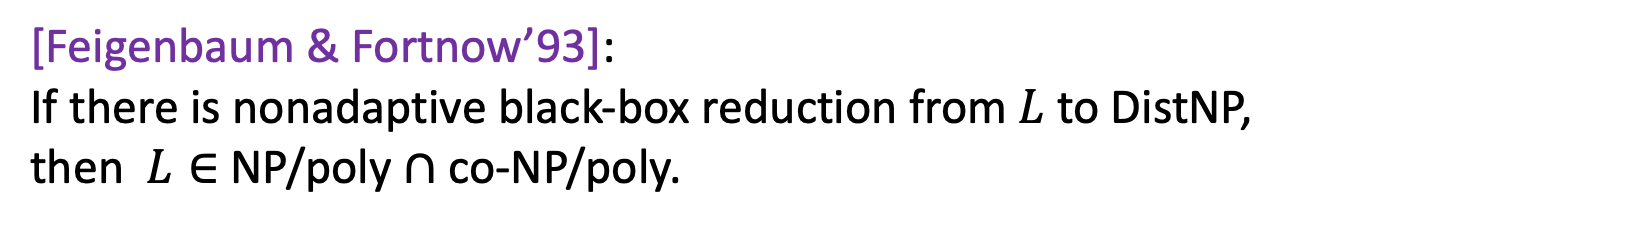 [Feigenbaum & Fortnow’93]:
If there is nonadaptive black-box reduction from 𝐿 to DistNP,
then 𝐿 ∈ NP/poly ∩ co-NP/poly.